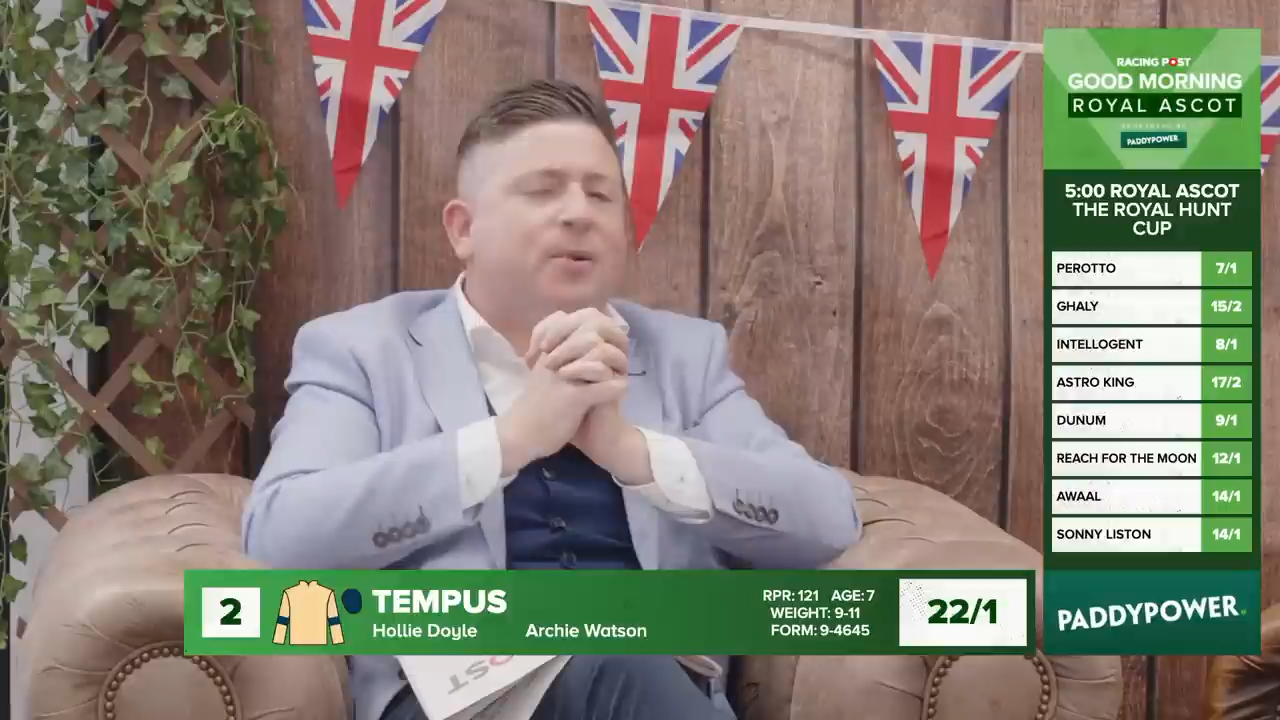 RACING POST
GOOD MORNING
ROYAL ASCOT
PADDYPOWER
5:00 ROYAL ASCOT
THE ROYAL HUNT
CUP
PEROTTO 7/1
GHALY 15/2
INTELLOGENT 8/1
ASTRO KING 17/2
DUNUM 9/1
REACH FOR THE MOON 12/1
AWAAL 14/1
SONNY LISTON 14/1
PADDYPOWER.
2
TEMPUS
Hollie Doyle Archie Watson
RPR: 121 AGE: 7
WEIGHT: 9-11
FORM: 9-4645
22/1
OST